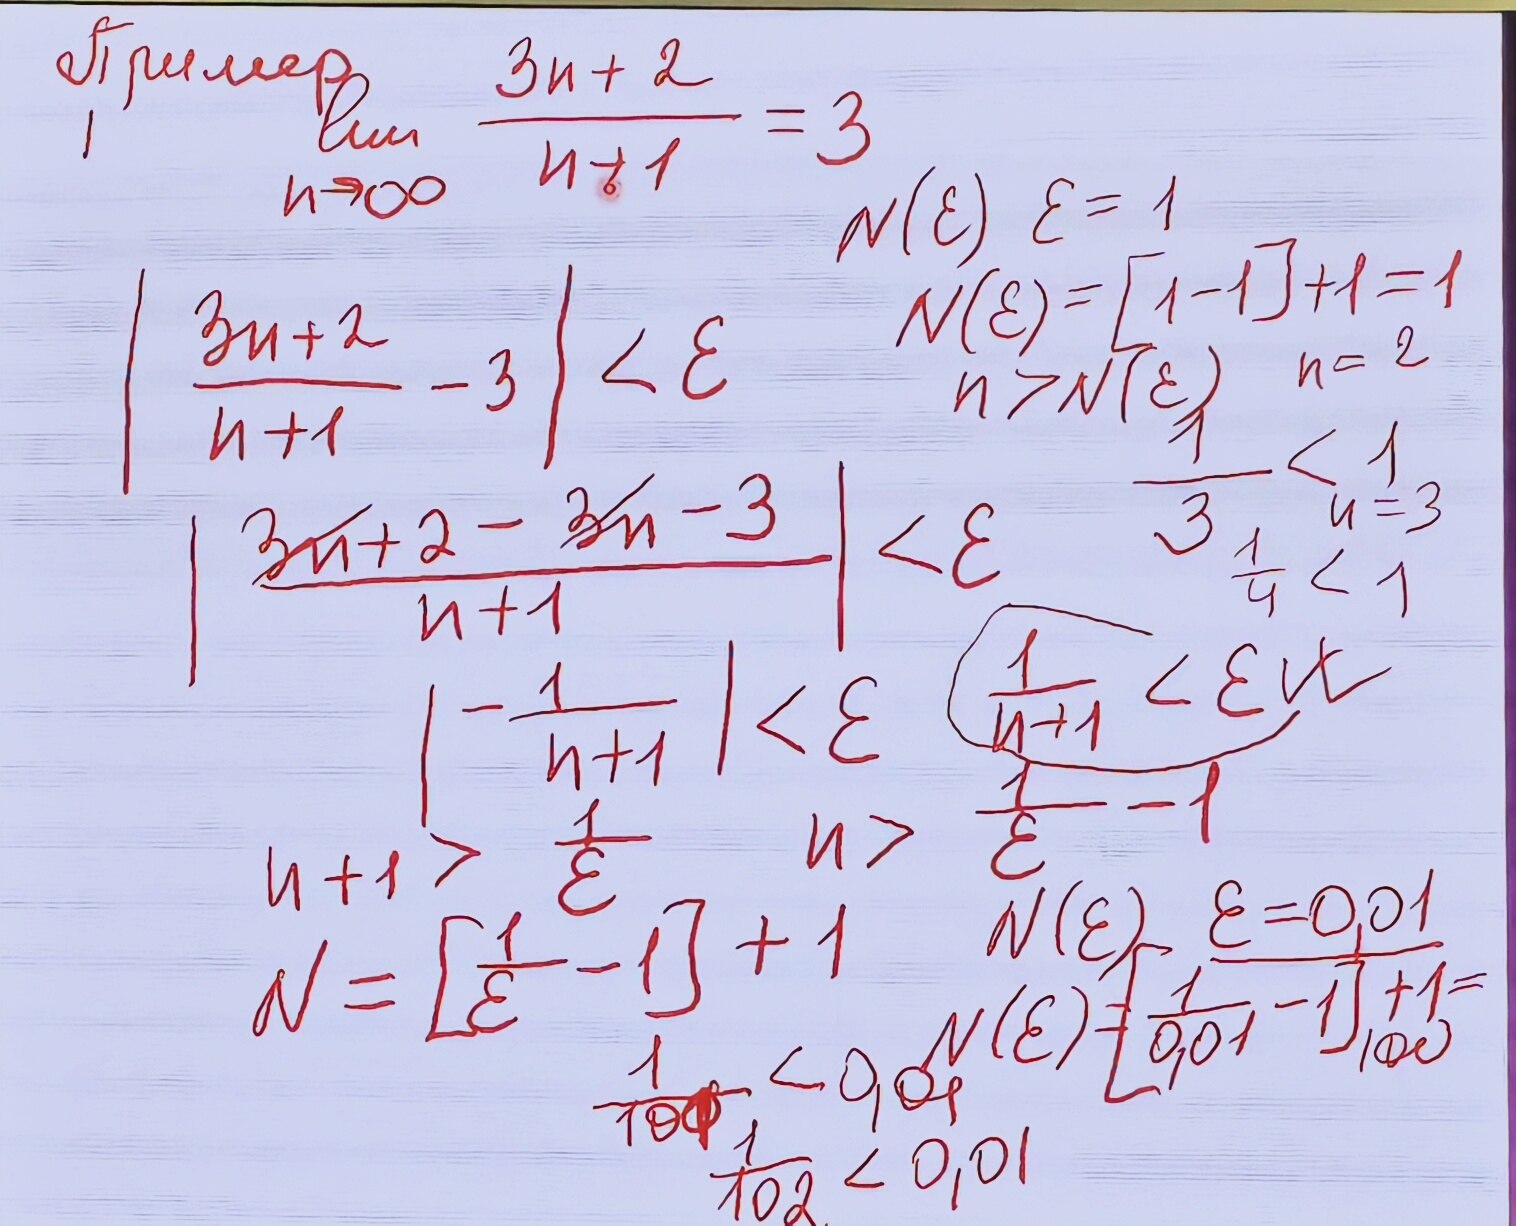 Пример
1
lim n→∞ (3n+2)/(n+1) = 3
N(ε) ε = 1
N(ε) = [1-1]+1 = 1
n > N(ε) n = 2
|(3n+2)/(n+1) - 3| < ε
1/3 < 1
n = 3
1/4 < 1
|(3n+2-3n-3)/(n+1)| < ε
|-1/(n+1)| < ε
1/(n+1) < ε
n+1 > 1/ε
n > 1/ε - 1
N = [1/ε - 1] + 1
N(ε) ε = 0,01
N(ε) = [1/0,01 - 1] + 1 =
100
1/101 < 0,01
1/102 < 0,01